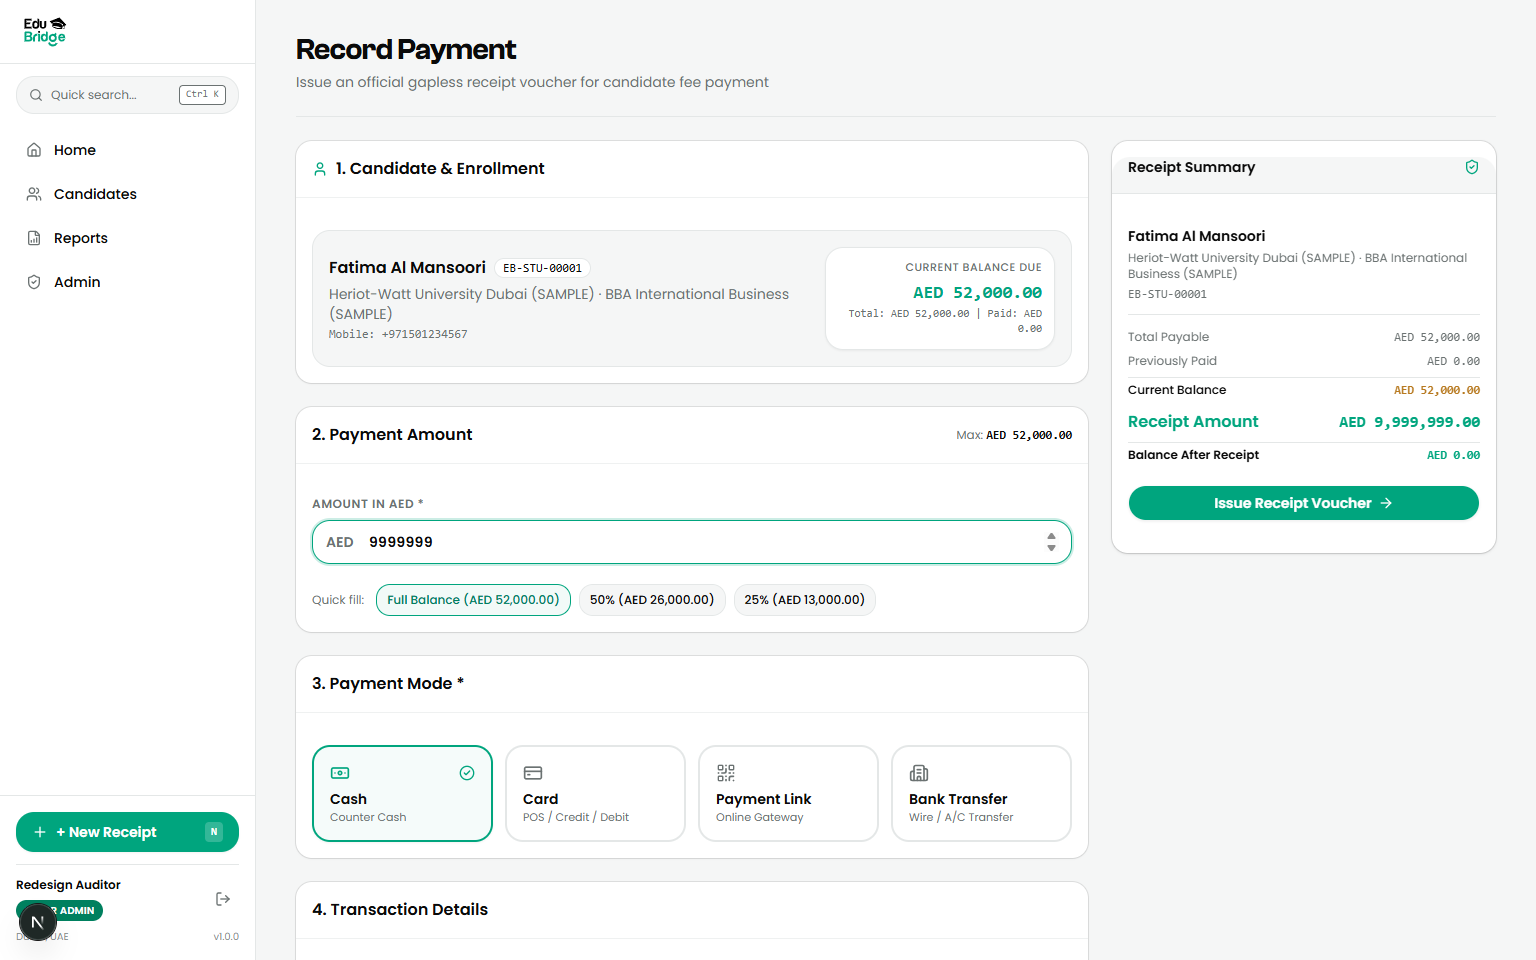 Edu
Bridge
Quick search...
Ctrl K
Home
Candidates
Reports
Admin
+ New Receipt
N
Redesign Auditor
ADMIN
N
UAE
v1.0.0
Record Payment
Issue an official gapless receipt voucher for candidate fee payment
1. Candidate & Enrollment
Fatima Al Mansoori
EB-STU-00001
Heriot-Watt University Dubai (SAMPLE) · BBA International Business
(SAMPLE)
Mobile: +971501234567
CURRENT BALANCE DUE
AED 52,000.00
Total: AED 52,000.00 | Paid: AED
0.00
2. Payment Amount
Max: AED 52,000.00
AMOUNT IN AED *
AED 9999999
Quick fill:
Full Balance (AED 52,000.00)
50% (AED 26,000.00)
25% (AED 13,000.00)
3. Payment Mode *
Cash
Counter Cash
Card
POS / Credit / Debit
Payment Link
Online Gateway
Bank Transfer
Wire / A/C Transfer
4. Transaction Details
Receipt Summary
Fatima Al Mansoori
Heriot-Watt University Dubai (SAMPLE) · BBA International
Business (SAMPLE)
EB-STU-00001
Total Payable AED 52,000.00
Previously Paid AED 0.00
Current Balance AED 52,000.00
Receipt Amount AED 9,999,999.00
Balance After Receipt AED 0.00
Issue Receipt Voucher